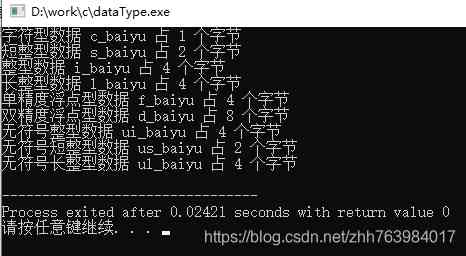 D:\work\c\dataType.exe
字符型数据 c_baiyu 占 1 个字节
短整型数据 s_baiyu 占 2 个字节
整型数据 i_baiyu 占 4 个字节
长整型数据 l_baiyu 占 4 个字节
单精度浮点型数据 f_baiyu 占 4 个字节
双精度浮点型数据 d_baiyu 占 8 个字节
无符号整型数据 ui_baiyu 占 4 个字节
无符号短整型数据 us_baiyu 占 2 个字节
无符号长整型数据 ul_baiyu 占 4 个字节
--------------------------------
Process exited after 0.02421 seconds with return value 0
请按任意键继续. . .
https://blog.csdn.net/zhh763984017